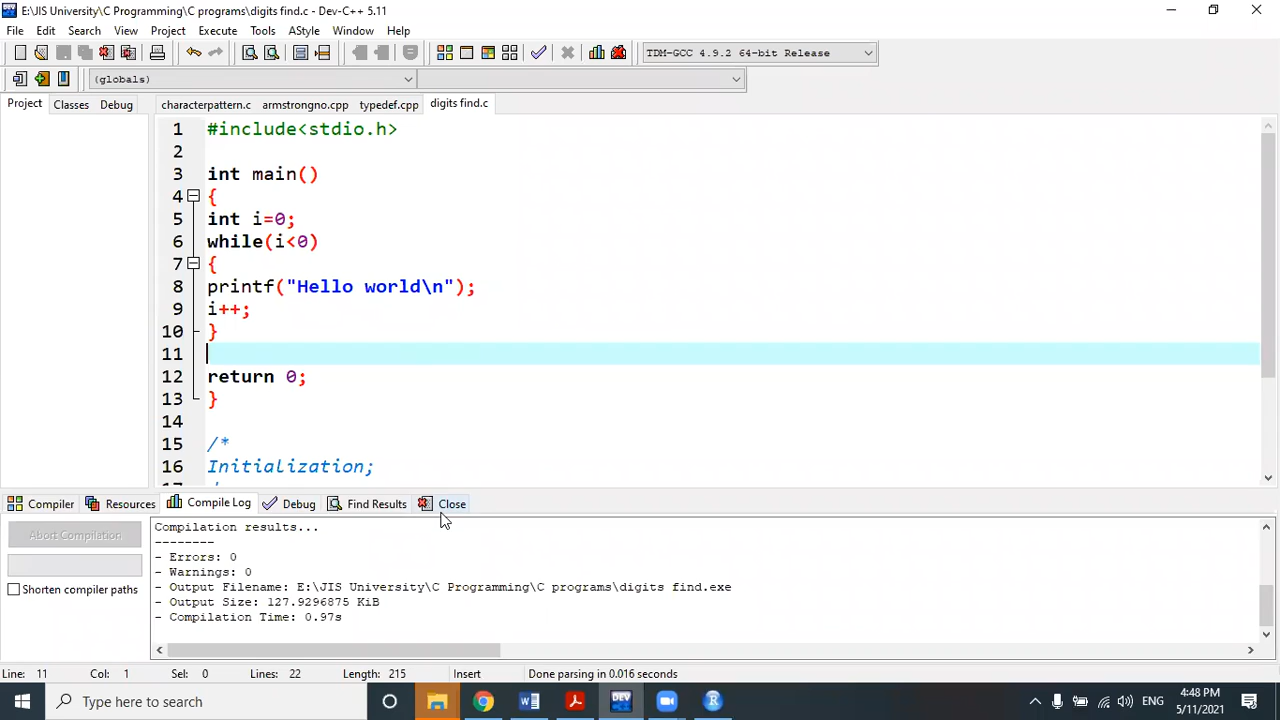 E:\JIS University\C Programming\C programs\digits find.c - Dev-C++ 5.11
File Edit Search View Project Execute Tools AStyle Window Help
TDM-GCC 4.9.2 64-bit Release
(globals)
Project Classes Debug
characterpattern.c armstrongno.cpp typedef.cpp digits find.c
1 #include<stdio.h>
2
3 int main()
4 {
5 int i=0;
6 while(i<0)
7 {
8 printf("Hello world\n");
9 i++;
10 }
11
12 return 0;
13 }
14
15 /*
16 Initialization;
Compiler Resources Compile Log Debug Find Results Close
Abort Compilation
Shorten compiler paths
Compilation results...
--------
- Errors: 0
- Warnings: 0
- Output Filename: E:\JIS University\C Programming\C programs\digits find.exe
- Output Size: 127.9296875 KiB
- Compilation Time: 0.97s
Line: 11 Col: 1 Sel: 0 Lines: 22 Length: 215 Insert Done parsing in 0.016 seconds
Type here to search
DEV
ENG
4:48 PM
5/11/2021